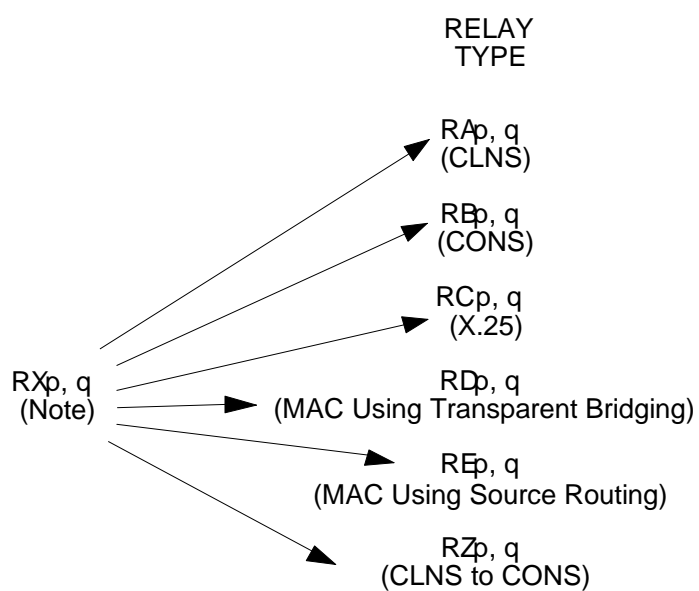 RELAY
TYPE
RAp, q
(CLNS)
RBp, q
(CONS)
RCp, q
(X.25)
RXp, q
(Note)
RDp, q
(MAC Using Transparent Bridging)
REp, q
(MAC Using Source Routing)
RZp, q
(CLNS to CONS)